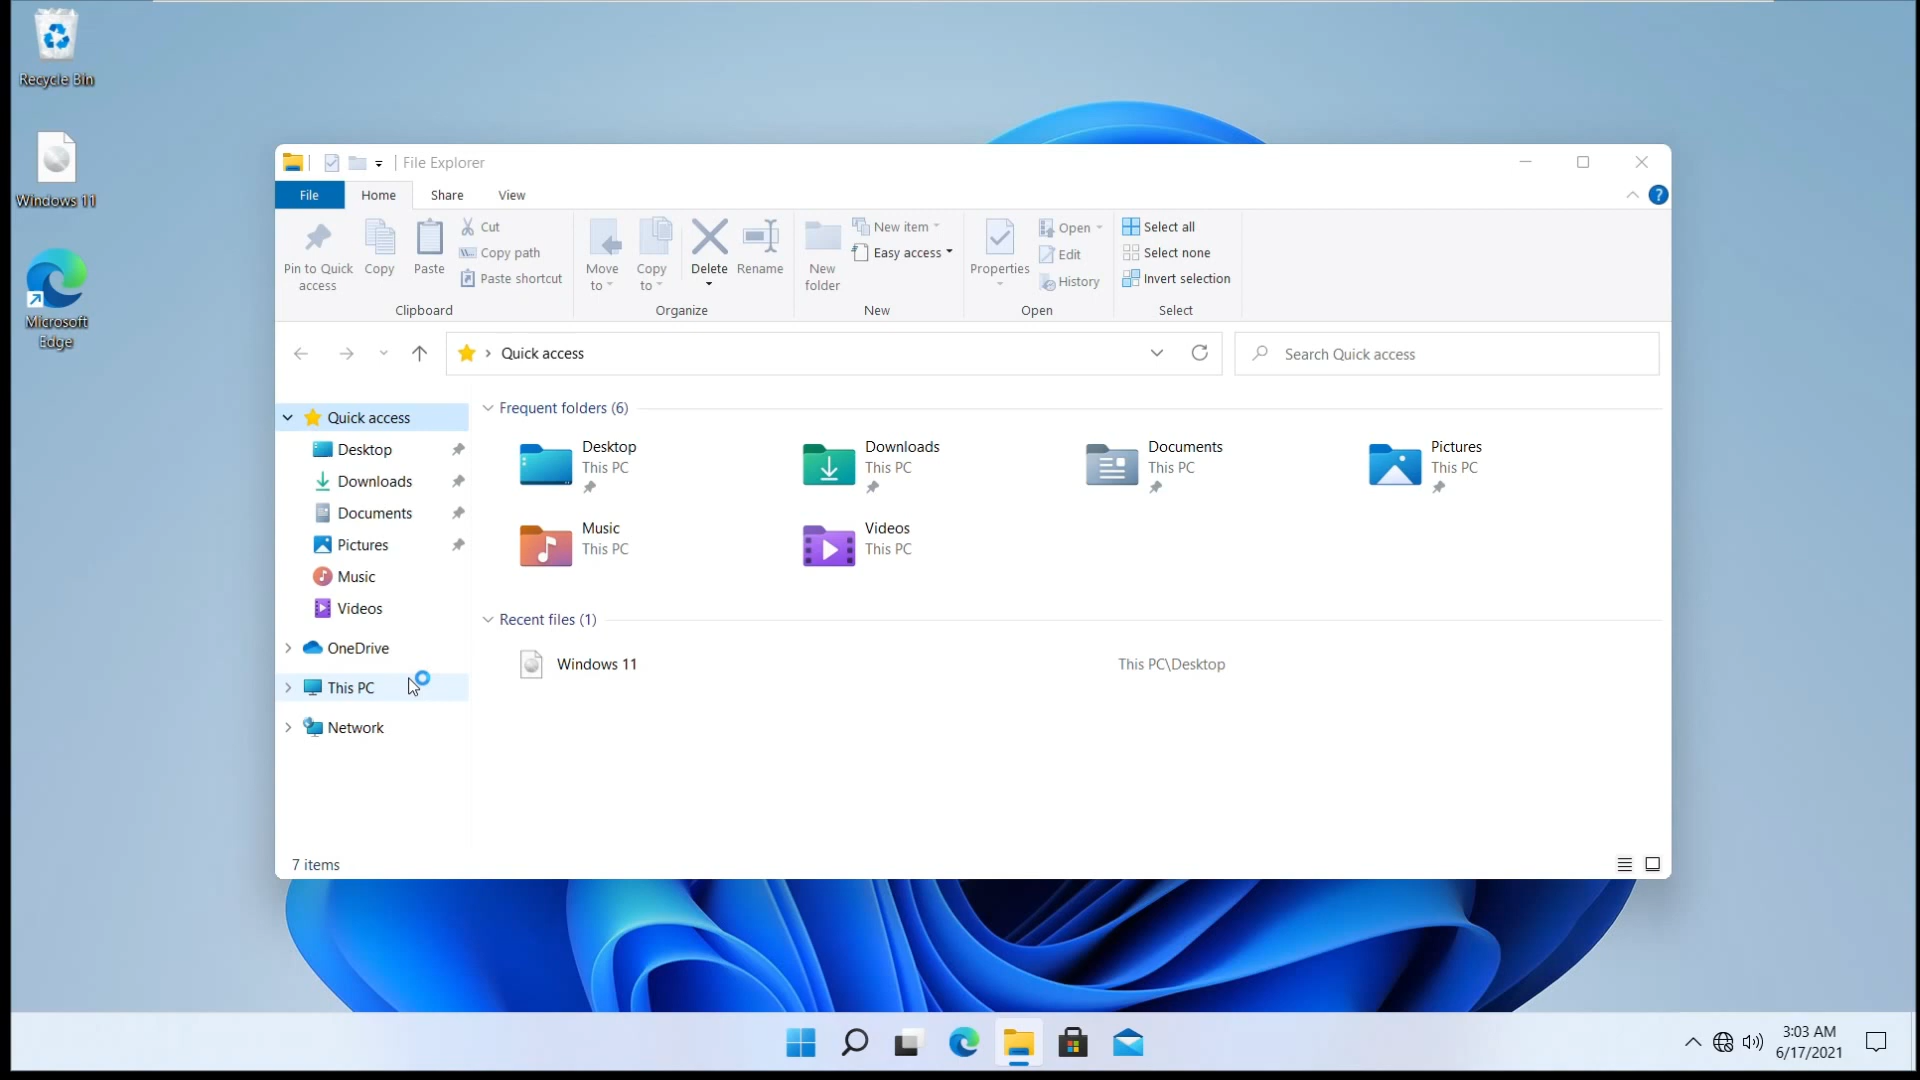 Recycle Bin
Windows 11
Microsoft
Edge
File Explorer
File
Home
Share
View
?
Pin to Quick
access
Copy
Paste
Cut
Copy path
Paste shortcut
Clipboard
Move
to
Copy
to
Delete
Rename
Organize
New
folder
New item
Easy access
New
Properties
Open
Edit
History
Open
Select all
Select none
Invert selection
Select
Quick access
Search Quick access
Quick access
Desktop
Downloads
Documents
Pictures
Music
Videos
OneDrive
This PC
Network
Frequent folders (6)
Desktop
This PC
Downloads
This PC
Documents
This PC
Pictures
This PC
Music
This PC
Videos
This PC
Recent files (1)
Windows 11
This PC\Desktop
7 items
3:03 AM
6/17/2021